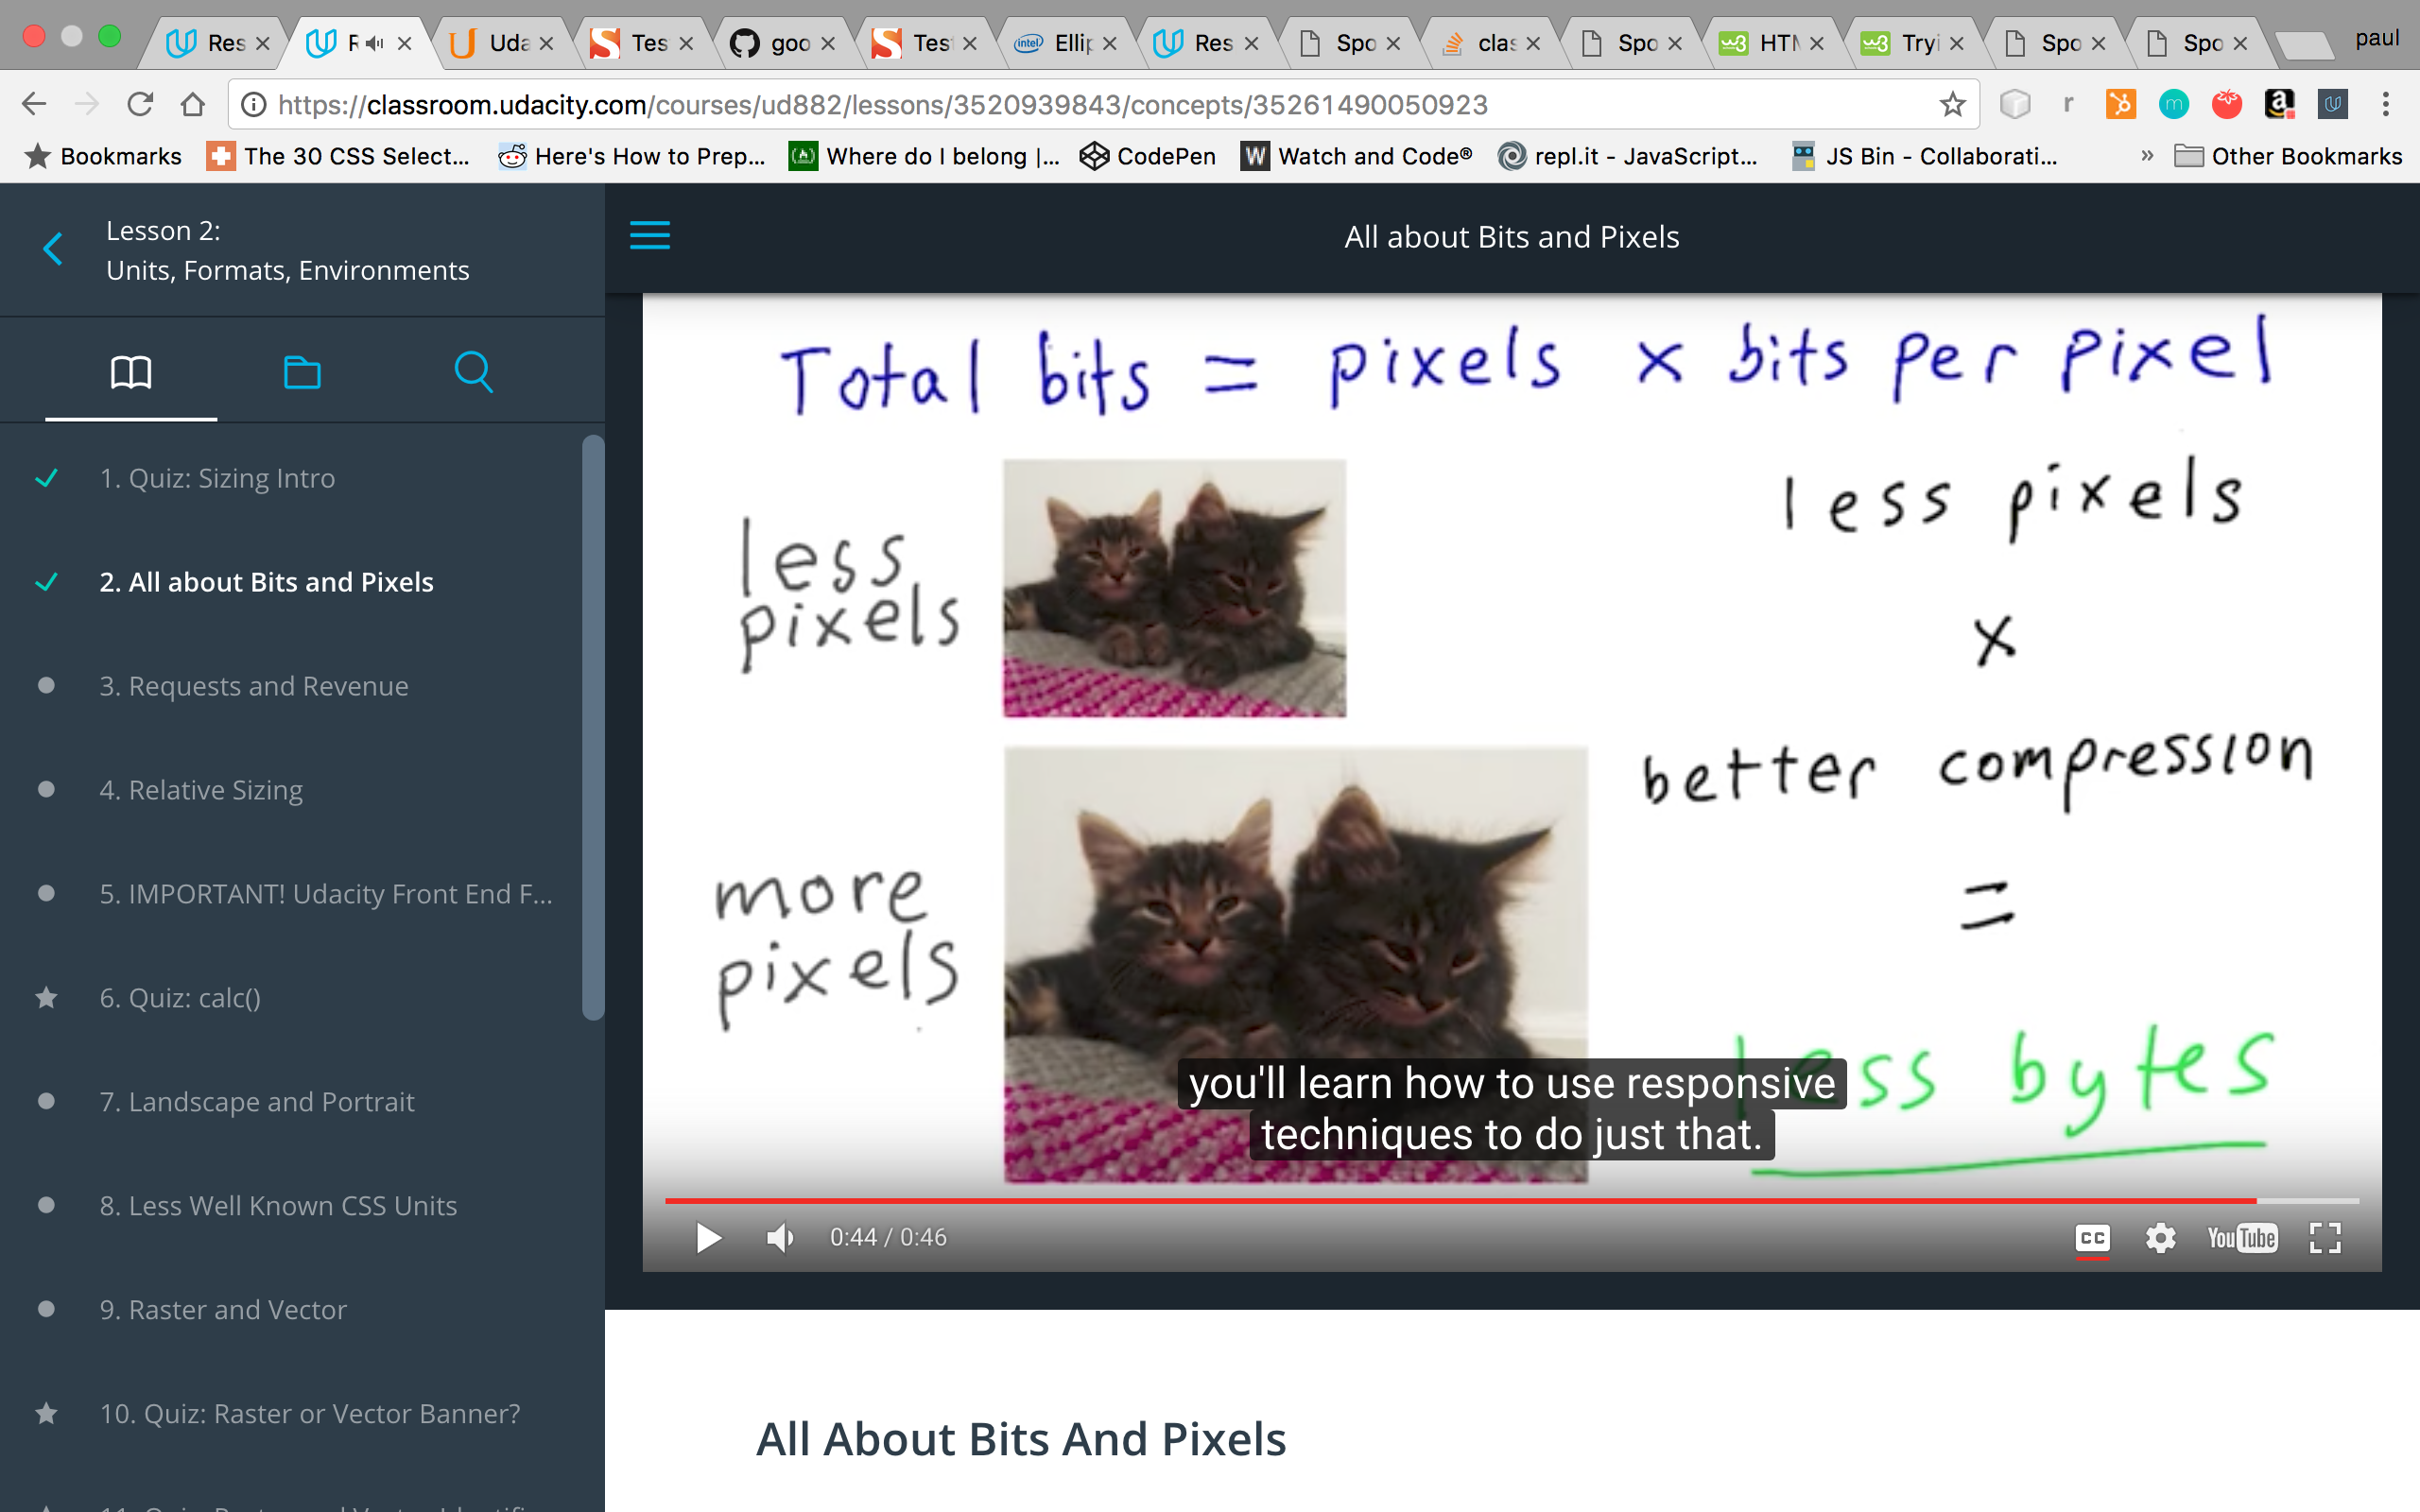 Res
R
Uda
Tes
goo
Tes
Ellip
Res
Spo
clas
Spo
HTM
Tryi
Spo
Spo
paul
https://classroom.udacity.com/courses/ud882/lessons/3520939843/concepts/35261490050923
r
m
a
Bookmarks
The 30 CSS Select...
Here's How to Prep...
Where do I belong |...
CodePen
W Watch and Code®
repl.it - JavaScript...
JS Bin - Collaborati...
»
Other Bookmarks
Lesson 2:
Units, Formats, Environments
1. Quiz: Sizing Intro
2. All about Bits and Pixels
3. Requests and Revenue
4. Relative Sizing
5. IMPORTANT! Udacity Front End F...
6. Quiz: calc()
7. Landscape and Portrait
8. Less Well Known CSS Units
9. Raster and Vector
10. Quiz: Raster or Vector Banner?
All about Bits and Pixels
Total bits = pixels x bits per pixel
less
pixels
more
pixels
less pixels
x
better compression
=
less bytes
you'll learn how to use responsive
techniques to do just that.
0:44 / 0:46
CC
YouTube
All About Bits And Pixels